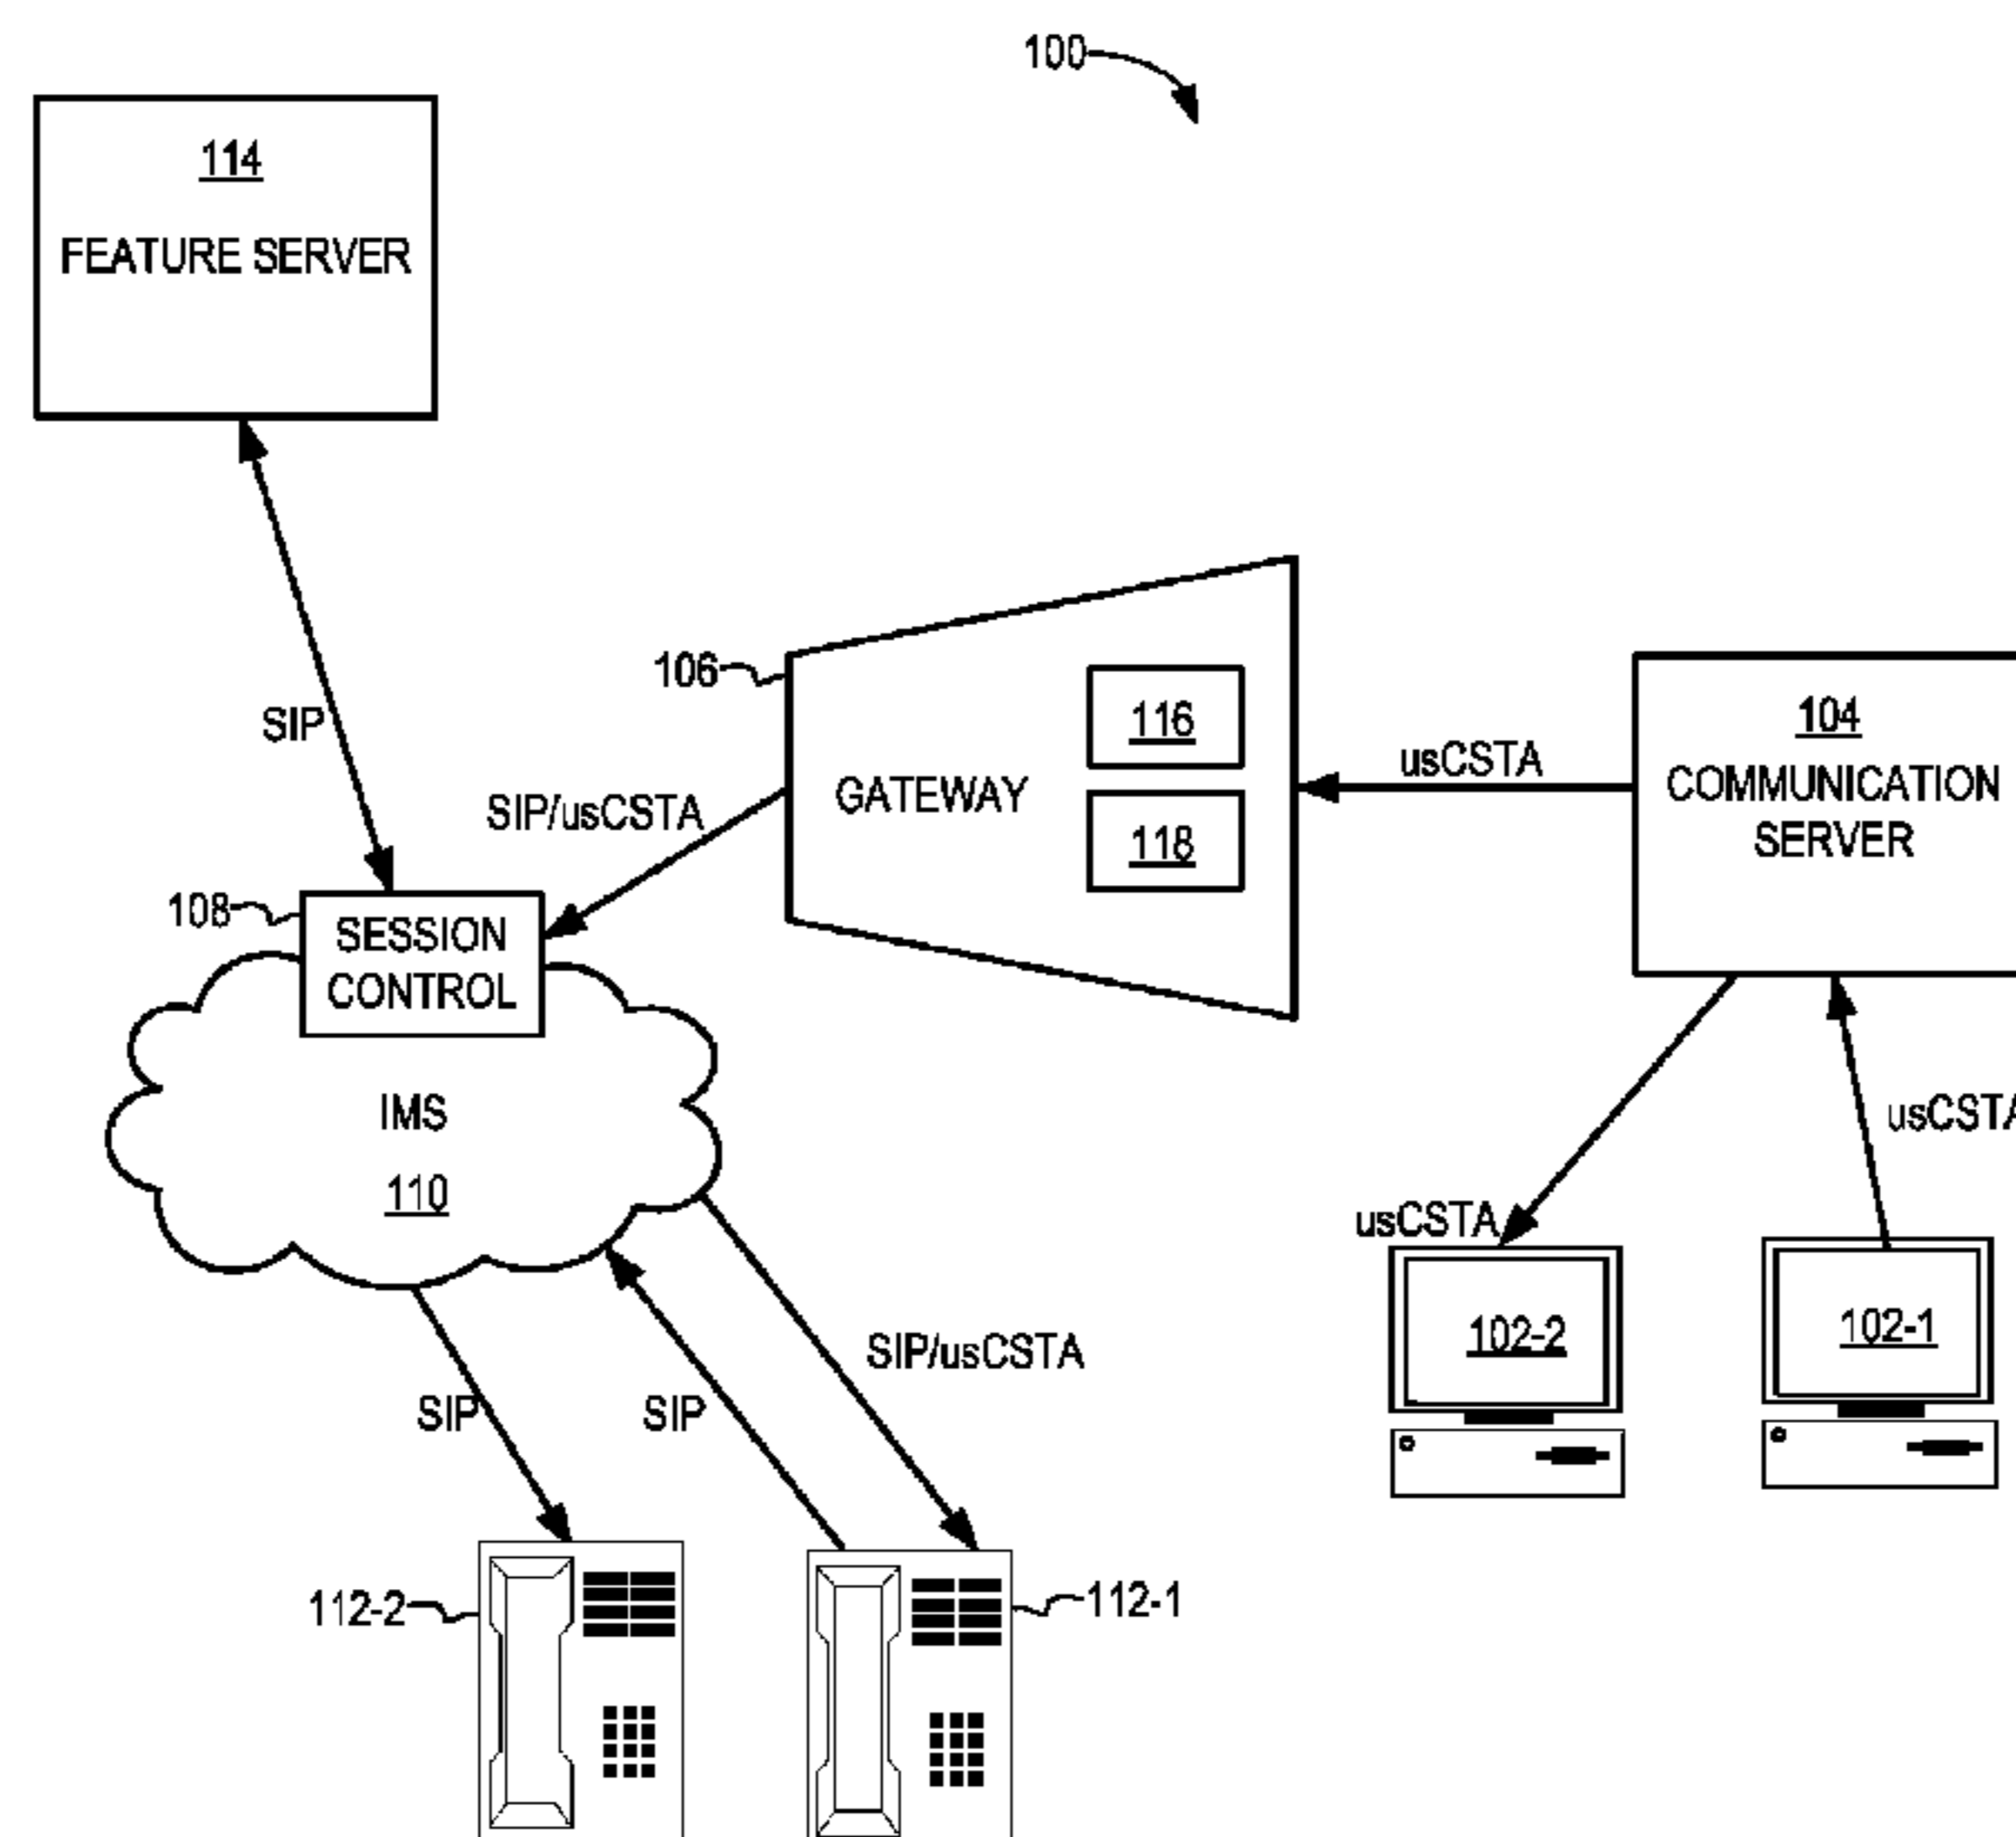 100
114
FEATURE SERVER
106
116
104
SIP
usCSTA
COMMUNICATION
SERVER
SIP/usCSTA
GATEWAY
118
108
SESSION
CONTROL
IMS
110
usCSTA
usCSTA
102-2
102-1
SIP/usCSTA
SIP
SIP
112-2
112-1